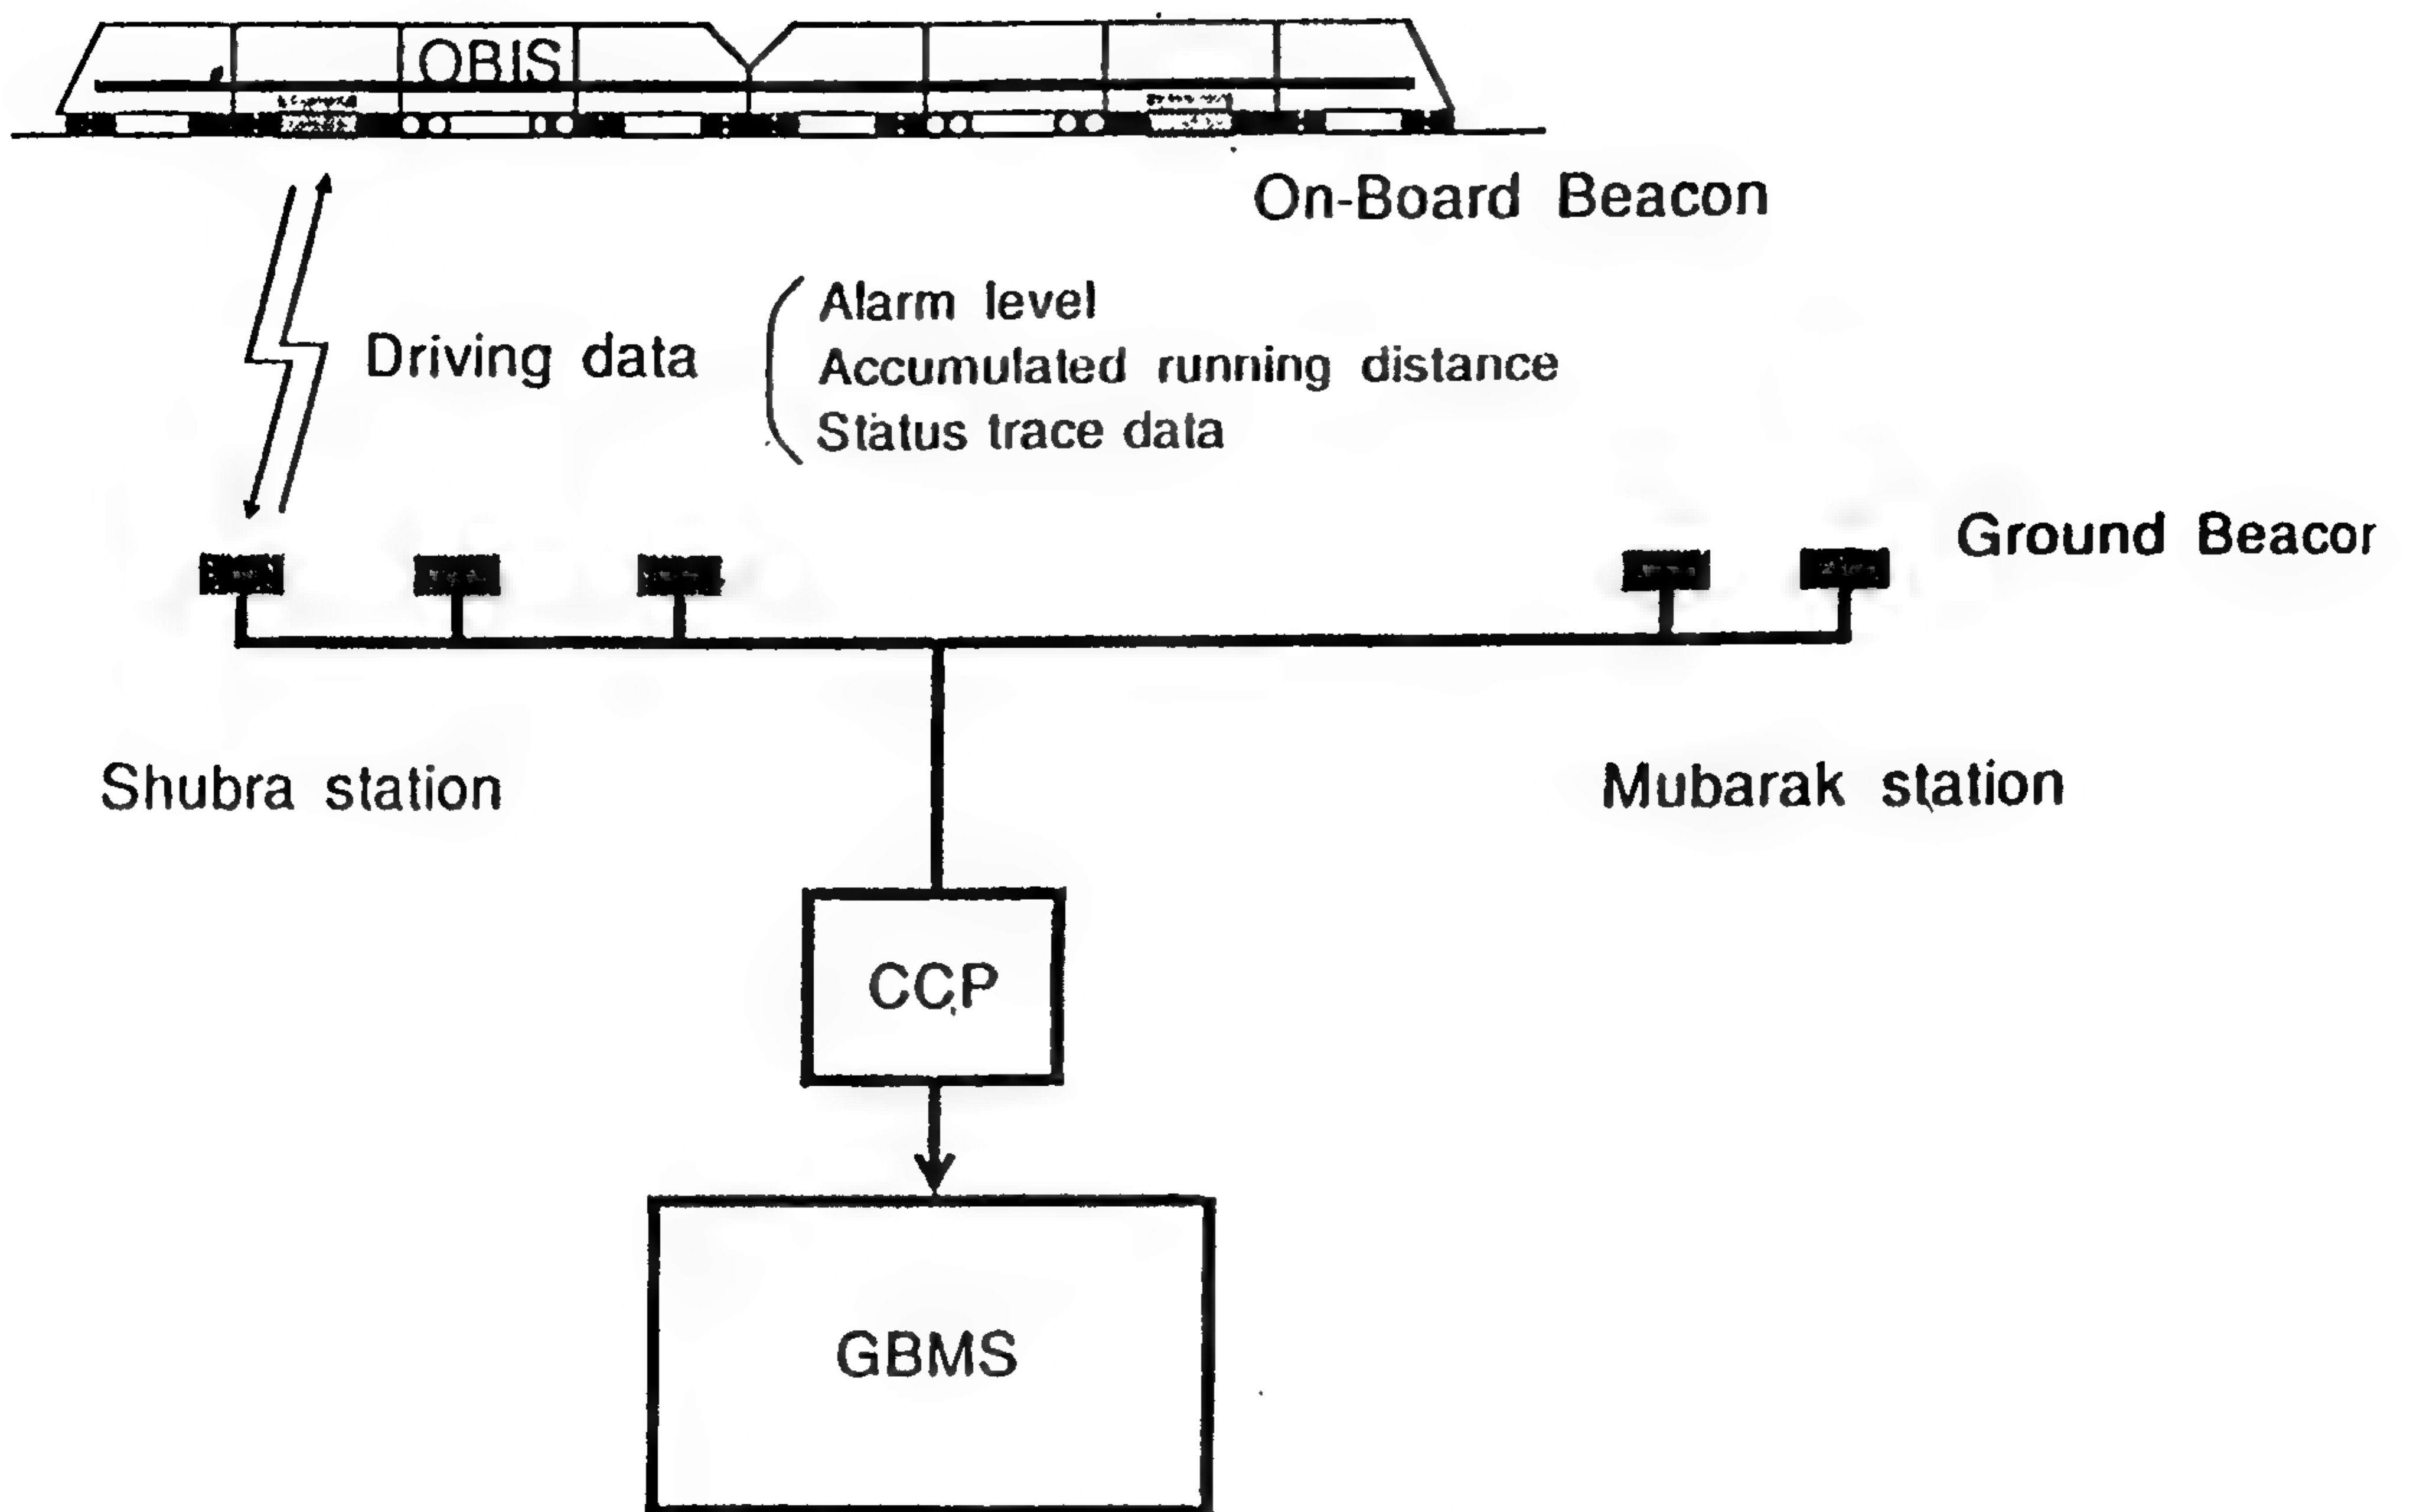 OBIS
On-Board Beacon
Driving data
Alarm level
Accumulated running distance
Status trace data
Ground Beacor
Shubra station
Mubarak station
CCP
GBMS